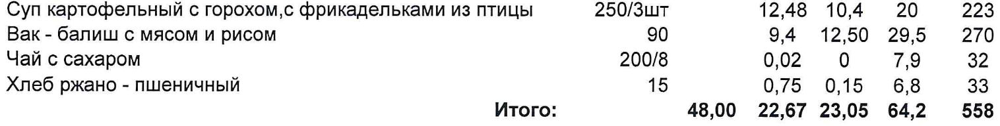 Суп картофельный с горохом,с фрикадельками из птицы 250/3шт 12,48 10,4 20 223
Вак - балиш с мясом и рисом 90 9,4 12,50 29,5 270
Чай с сахаром 200/8 0,02 0 7,9 32
Хлеб ржано - пшеничный 15 0,75 0,15 6,8 33
Итого: 48,00 22,67 23,05 64,2 558